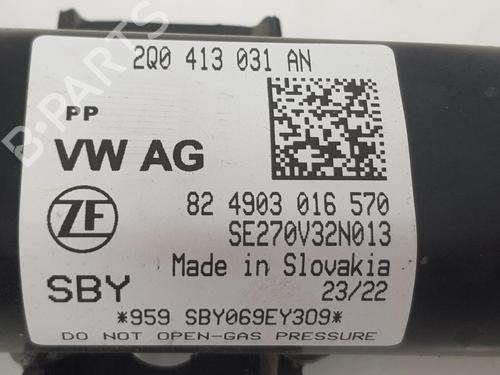 2Q0 413 031 AN
PP
VW AG
ZF
82 4903 016 570
SE270V32N013
Made in Slovakia
SBY
23/22
*959 SBY069EY309*
DO NOT OPEN-GAS PRESSURE
B-PARTS